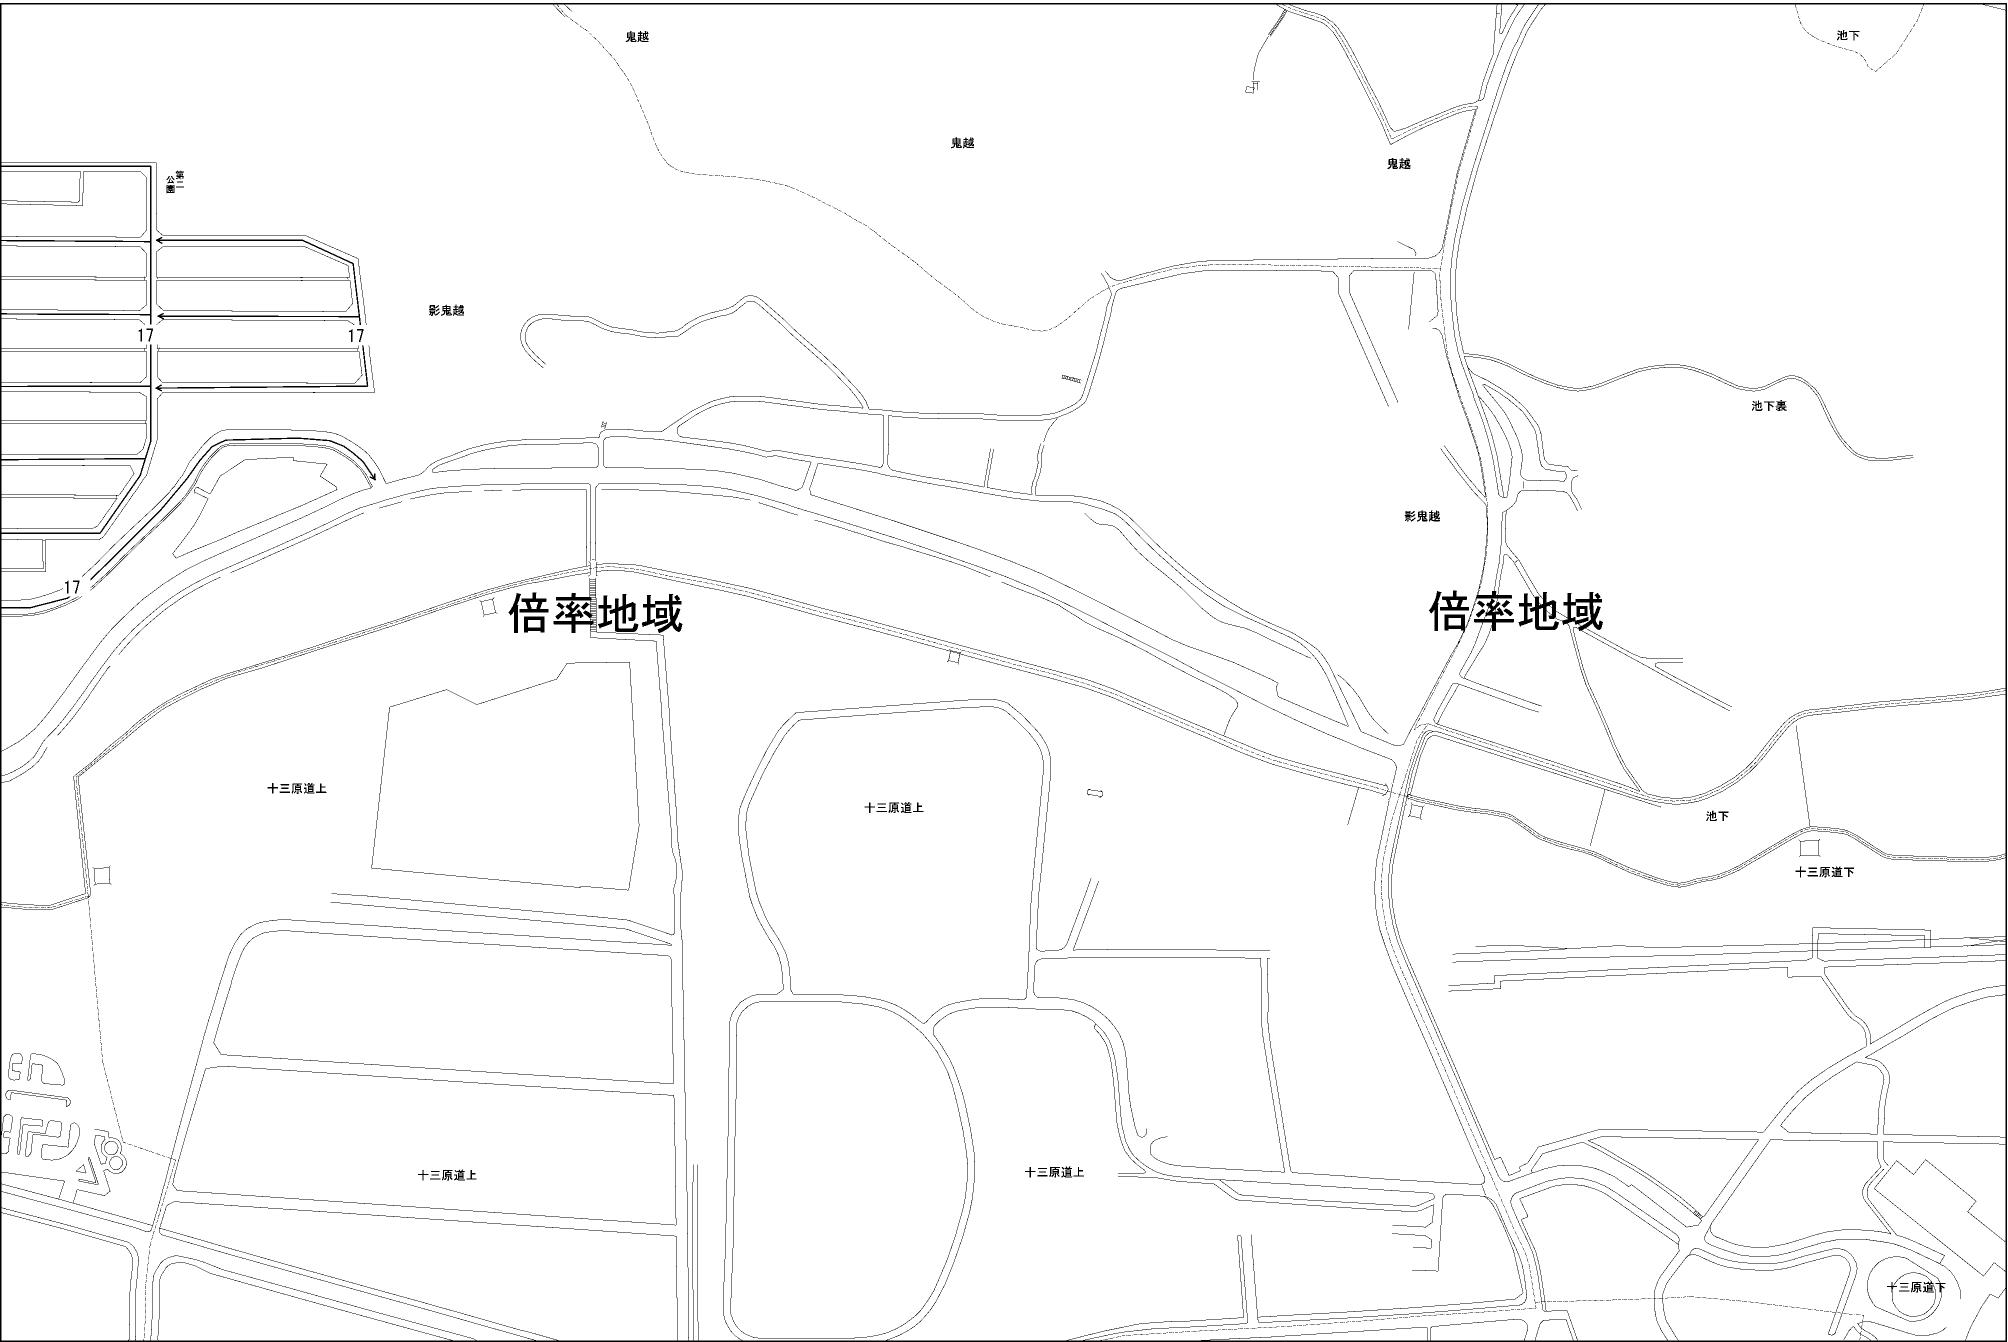 鬼越
池下
鬼越
鬼越
第二
公園
影鬼越
17
17
池下裏
影鬼越
17
倍率地域
倍率地域
十三原道上
十三原道上
池下
十三原道下
十三原道上
十三原道上
十三原道下